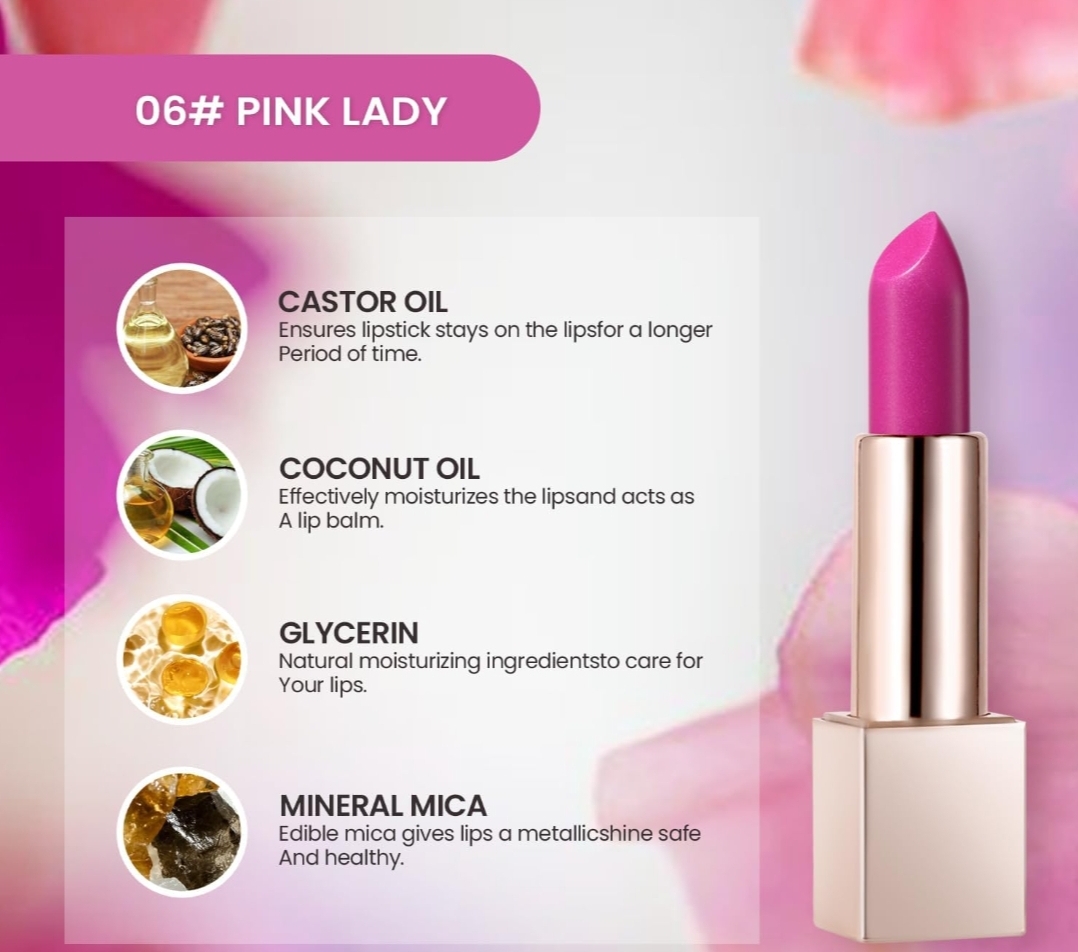 06# PINK LADY
CASTOR OIL
Ensures lipstick stays on the lipsfor a longer
Period of time.
COCONUT OIL
Effectively moisturizes the lipsand acts as
A lip balm.
GLYCERIN
Natural moisturizing ingredientsto care for
Your lips.
MINERAL MICA
Edible mica gives lips a metallicshine safe
And healthy.